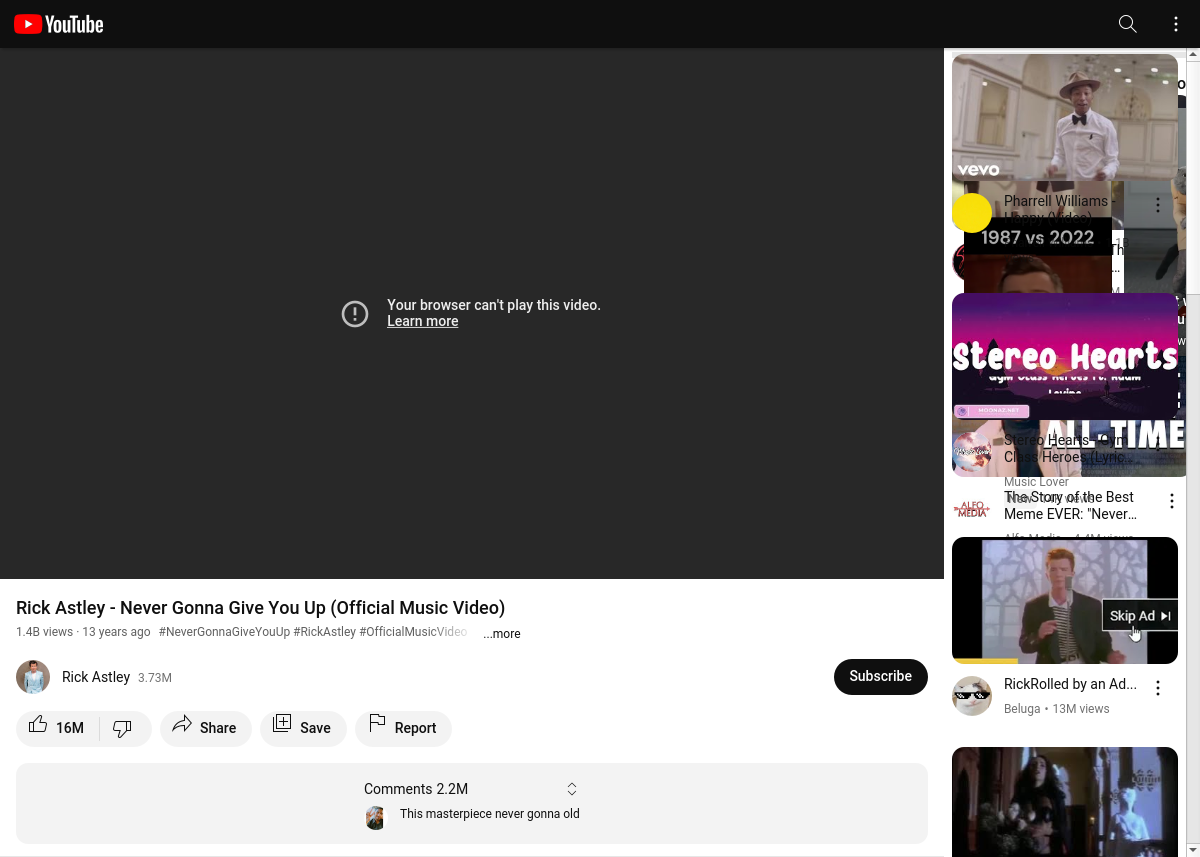 YouTube
Your browser can't play this video.
Learn more
Rick Astley - Never Gonna Give You Up (Official Music Video)
1.4B views · 13 years ago #NeverGonnaGiveYouUp #RickAstley #OfficialMusicVideo ...more
Rick Astley 3.73M
Subscribe
16M
Share
Save
Report
Comments 2.2M
This masterpiece never gonna old
vevo
Pharrell Williams -
Happy (Video)
1987 vs 2022
Stereo Hearts
Gym Class Heroes Ft. Adam
Levine
MOONAZ.NET
ALL TIME
Stereo Hearts - Gym
Class Heroes (Lyric...
Music Lover
ALFO
MEDIA
The Story of the Best
Meme EVER: "Never...
Alfo Media · 4.4M views
Skip Ad
RickRolled by an Ad...
Beluga • 13M views